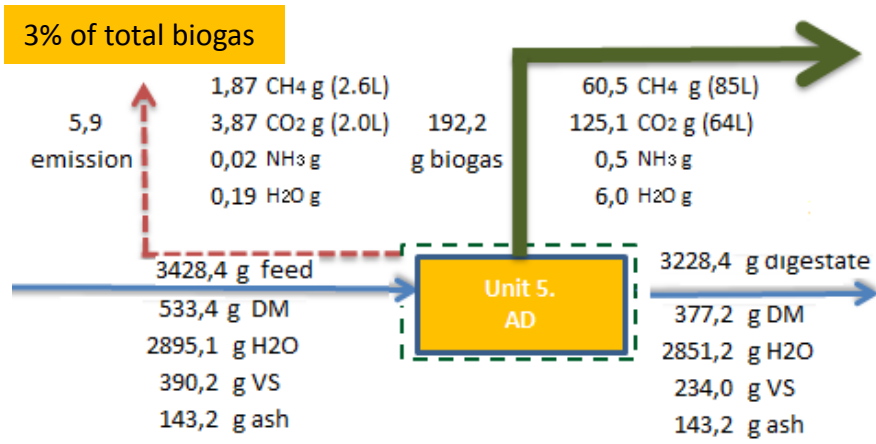 3% of total biogas
5,9
emission
1,87 CH4 g (2.6L)
3,87 CO2 g (2.0L)
0,02 NH3 g
0,19 H2O g
192,2
g biogas
60,5 CH4 g (85L)
125,1 CO2 g (64L)
0,5 NH3 g
6,0 H2O g
3428,4 g feed
533,4 g DM
2895,1 g H2O
390,2 g VS
143,2 g ash
Unit 5.
AD
3228,4 g digestate
377,2 g DM
2851,2 g H2O
234,0 g VS
143,2 g ash